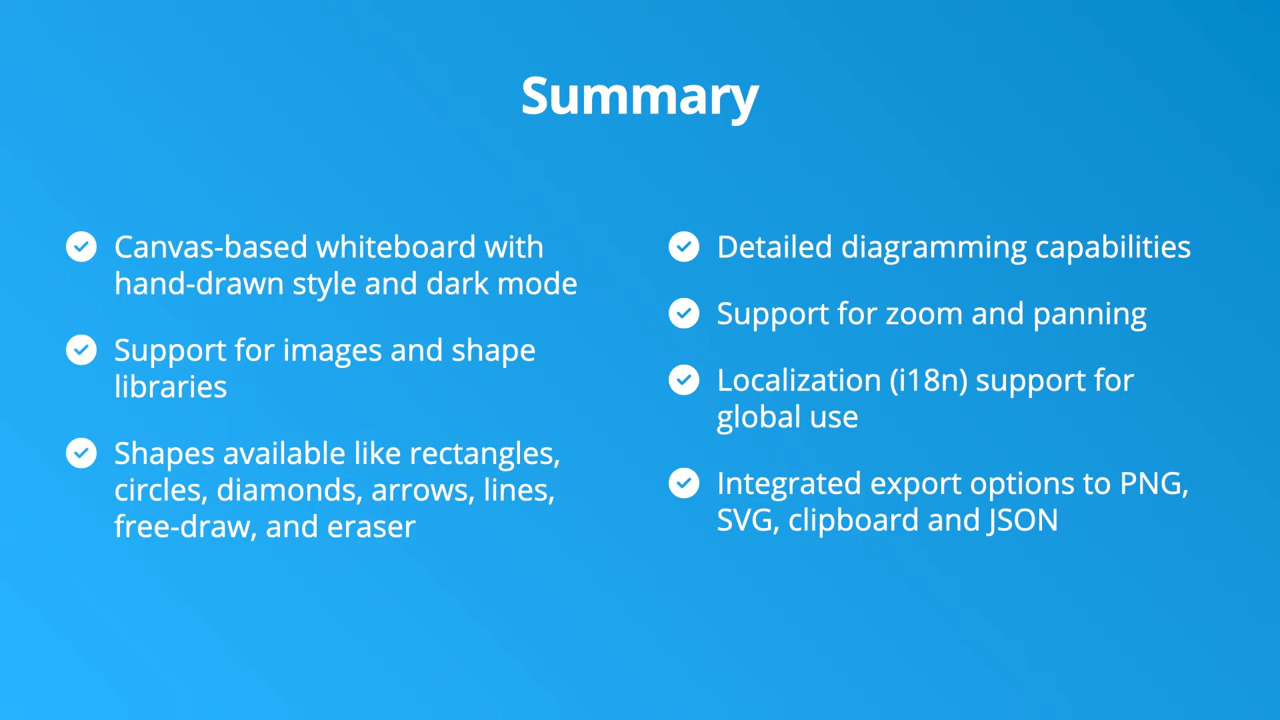 Summary
Canvas-based whiteboard with
hand-drawn style and dark mode
Support for images and shape
libraries
Shapes available like rectangles,
circles, diamonds, arrows, lines,
free-draw, and eraser
Detailed diagramming capabilities
Support for zoom and panning
Localization (i18n) support for
global use
Integrated export options to PNG,
SVG, clipboard and JSON